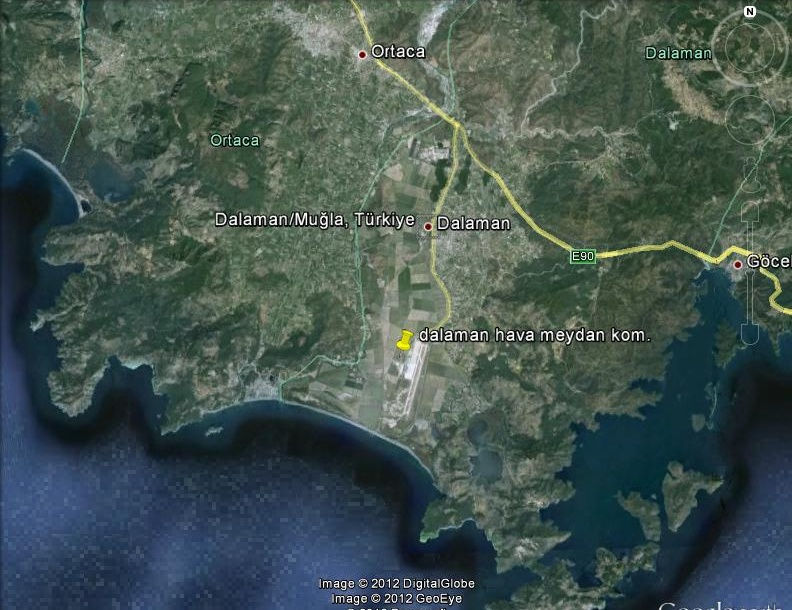 N
Ortaca
Dalaman
Ortaca
Dalaman/Muğla, Türkiye
Dalaman
E90
dalaman hava meydan kom.
Image © 2012 DigitalGlobe
Image © 2012 GeoEye